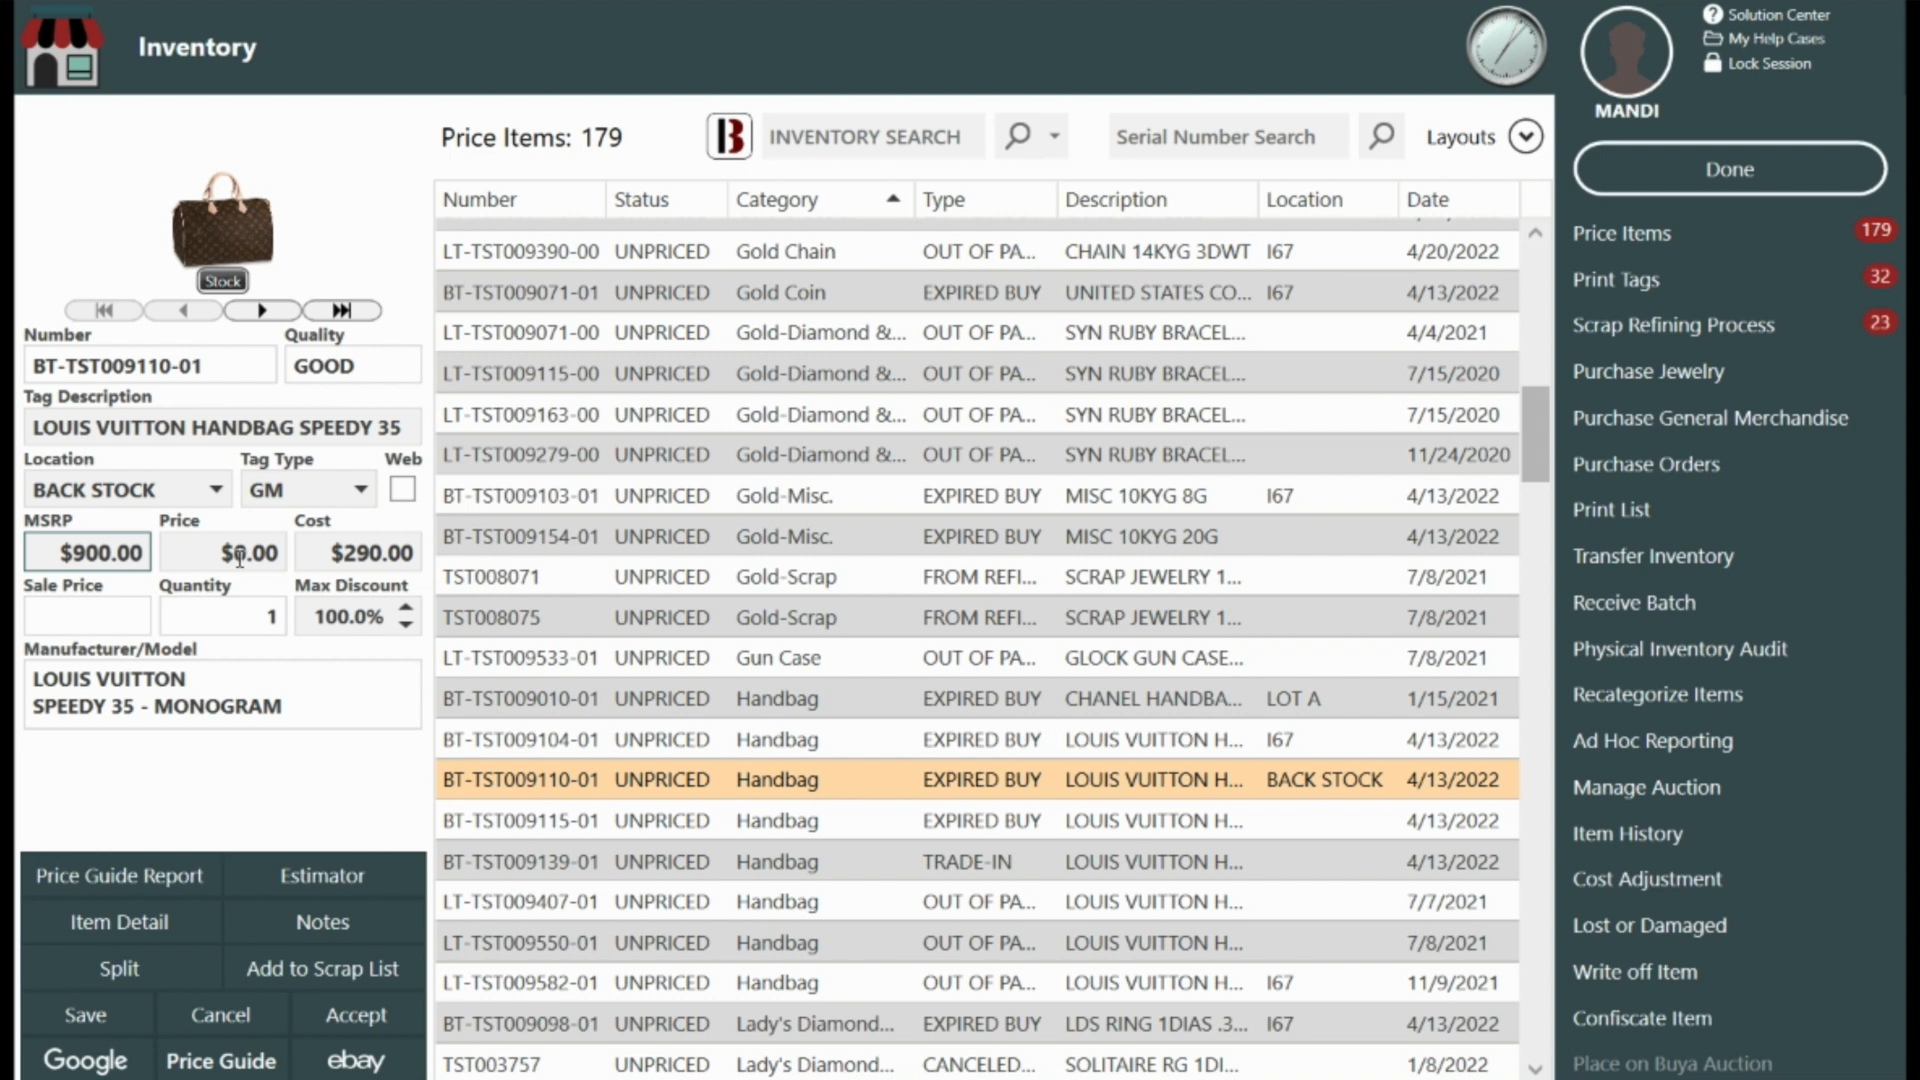 Inventory
Solution Center
My Help Cases
Lock Session
MANDI
Done
Price Items 179
Print Tags 32
Scrap Refining Process 23
Purchase Jewelry
Purchase General Merchandise
Purchase Orders
Print List
Transfer Inventory
Receive Batch
Physical Inventory Audit
Recategorize Items
Ad Hoc Reporting
Manage Auction
Item History
Cost Adjustment
Lost or Damaged
Write off Item
Confiscate Item
Place on Buya Auction
Stock
Number Quality
BT-TST009110-01 GOOD
Tag Description
LOUIS VUITTON HANDBAG SPEEDY 35
Location Tag Type Web
BACK STOCK GM
MSRP Price Cost
$900.00 $0.00 $290.00
Sale Price Quantity Max Discount
1 100.0%
Manufacturer/Model
LOUIS VUITTON
SPEEDY 35 - MONOGRAM
Price Guide Report Estimator
Item Detail Notes
Split Add to Scrap List
Save Cancel Accept
Google Price Guide ebay
Price Items: 179 B INVENTORY SEARCH Serial Number Search Layouts
Number Status Category Type Description Location Date
LT-TST009390-00 UNPRICED Gold Chain OUT OF PA... CHAIN 14KYG 3DWT I67 4/20/2022
BT-TST009071-01 UNPRICED Gold Coin EXPIRED BUY UNITED STATES CO... I67 4/13/2022
LT-TST009071-00 UNPRICED Gold-Diamond &... OUT OF PA... SYN RUBY BRACEL... 4/4/2021
LT-TST009115-00 UNPRICED Gold-Diamond &... OUT OF PA... SYN RUBY BRACEL... 7/15/2020
LT-TST009163-00 UNPRICED Gold-Diamond &... OUT OF PA... SYN RUBY BRACEL... 7/15/2020
LT-TST009279-00 UNPRICED Gold-Diamond &... OUT OF PA... SYN RUBY BRACEL... 11/24/2020
BT-TST009103-01 UNPRICED Gold-Misc. EXPIRED BUY MISC 10KYG 8G I67 4/13/2022
BT-TST009154-01 UNPRICED Gold-Misc. EXPIRED BUY MISC 10KYG 20G 4/13/2022
TST008071 UNPRICED Gold-Scrap FROM REFI... SCRAP JEWELRY 1... 7/8/2021
TST008075 UNPRICED Gold-Scrap FROM REFI... SCRAP JEWELRY 1... 7/8/2021
LT-TST009533-01 UNPRICED Gun Case OUT OF PA... GLOCK GUN CASE... 7/8/2021
BT-TST009010-01 UNPRICED Handbag EXPIRED BUY CHANEL HANDBA... LOT A 1/15/2021
BT-TST009104-01 UNPRICED Handbag EXPIRED BUY LOUIS VUITTON H... I67 4/13/2022
BT-TST009110-01 UNPRICED Handbag EXPIRED BUY LOUIS VUITTON H... BACK STOCK 4/13/2022
BT-TST009115-01 UNPRICED Handbag EXPIRED BUY LOUIS VUITTON H... 4/13/2022
BT-TST009139-01 UNPRICED Handbag TRADE-IN LOUIS VUITTON H... 4/13/2022
LT-TST009407-01 UNPRICED Handbag OUT OF PA... LOUIS VUITTON H... 7/7/2021
LT-TST009550-01 UNPRICED Handbag OUT OF PA... LOUIS VUITTON H... 7/8/2021
LT-TST009582-01 UNPRICED Handbag OUT OF PA... LOUIS VUITTON H... I67 11/9/2021
BT-TST009098-01 UNPRICED Lady's Diamond... EXPIRED BUY LDS RING 1DIAS .3... I67 4/13/2022
TST003757 UNPRICED Lady's Diamond... CANCELED... SOLITAIRE RG 1DI... 1/8/2022